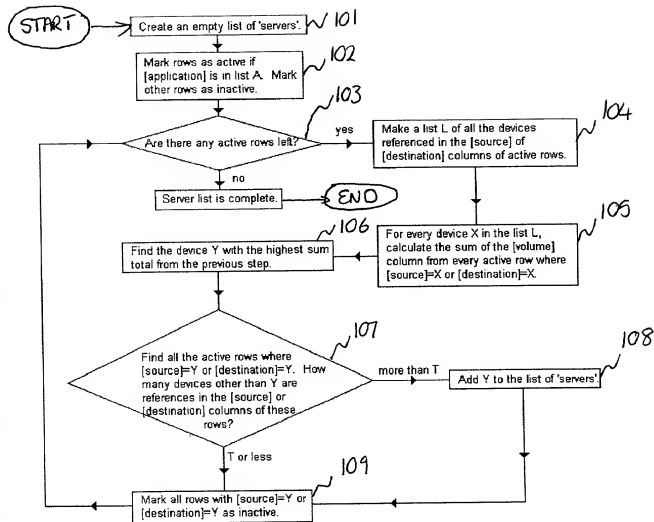 START
Create an empty list of 'servers'.
101
Mark rows as active if
[application] is in list A. Mark
other rows as inactive.
102
103
Are there any active rows left?
yes
no
Make a list L of all the devices
referenced in the [source] of
[destination] columns of active rows.
104
Server list is complete.
END
For every device X in the list L,
calculate the sum of the [volume]
column from every active row where
[source]=X or [destination]=X.
105
106
Find the device Y with the highest sum
total from the previous step.
107
Find all the active rows where
[source]=Y or [destination]=Y. How
many devices other than Y are
references in the [source] or
[destination] columns of these
rows?
more than T
Add Y to the list of 'servers'.
108
T or less
109
Mark all rows with [source]=Y or
[destination]=Y as inactive.